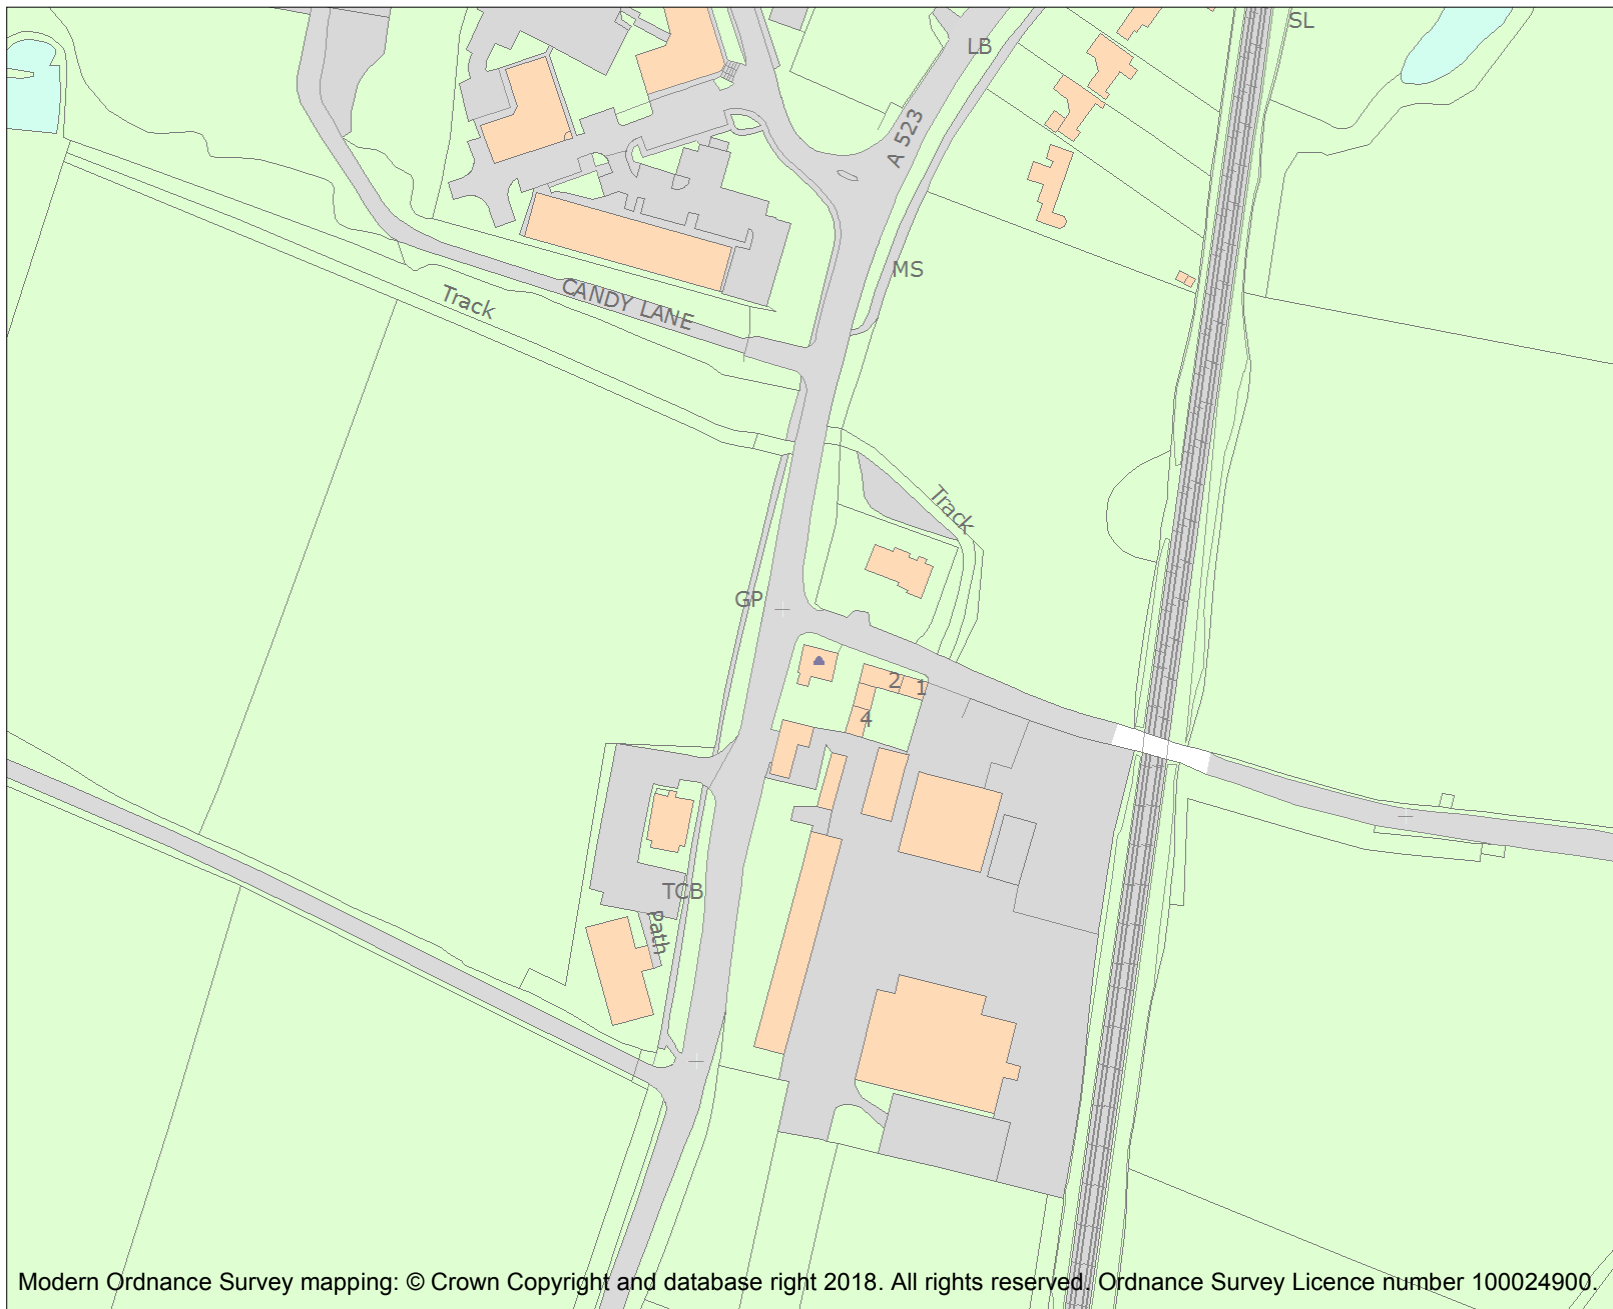 SL
LB
A 523
MS
CANDY LANE
Track
Track
GP
2
1
4
TCB
Path
Modern Ordnance Survey mapping: © Crown Copyright and database right 2018. All rights reserved. Ordnance Survey Licence number 100024900.